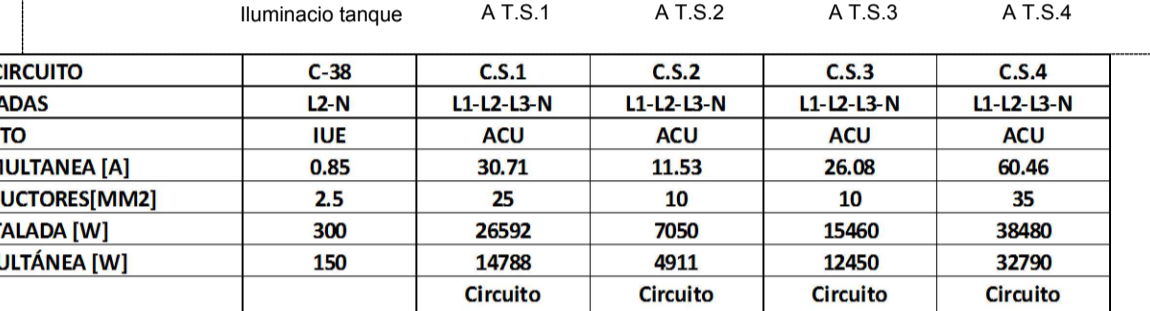 Iluminacio tanque A T.S.1 A T.S.2 A T.S.3 A T.S.4
CIRCUITO C-38 C.S.1 C.S.2 C.S.3 C.S.4
ADAS L2-N L1-L2-L3-N L1-L2-L3-N L1-L2-L3-N L1-L2-L3-N
TO IUE ACU ACU ACU ACU
MULTANEA [A] 0.85 30.71 11.53 26.08 60.46
UCTORES[MM2] 2.5 25 10 10 35
TALADA [W] 300 26592 7050 15460 38480
ULTÁNEA [W] 150 14788 4911 12450 32790
Circuito Circuito Circuito Circuito